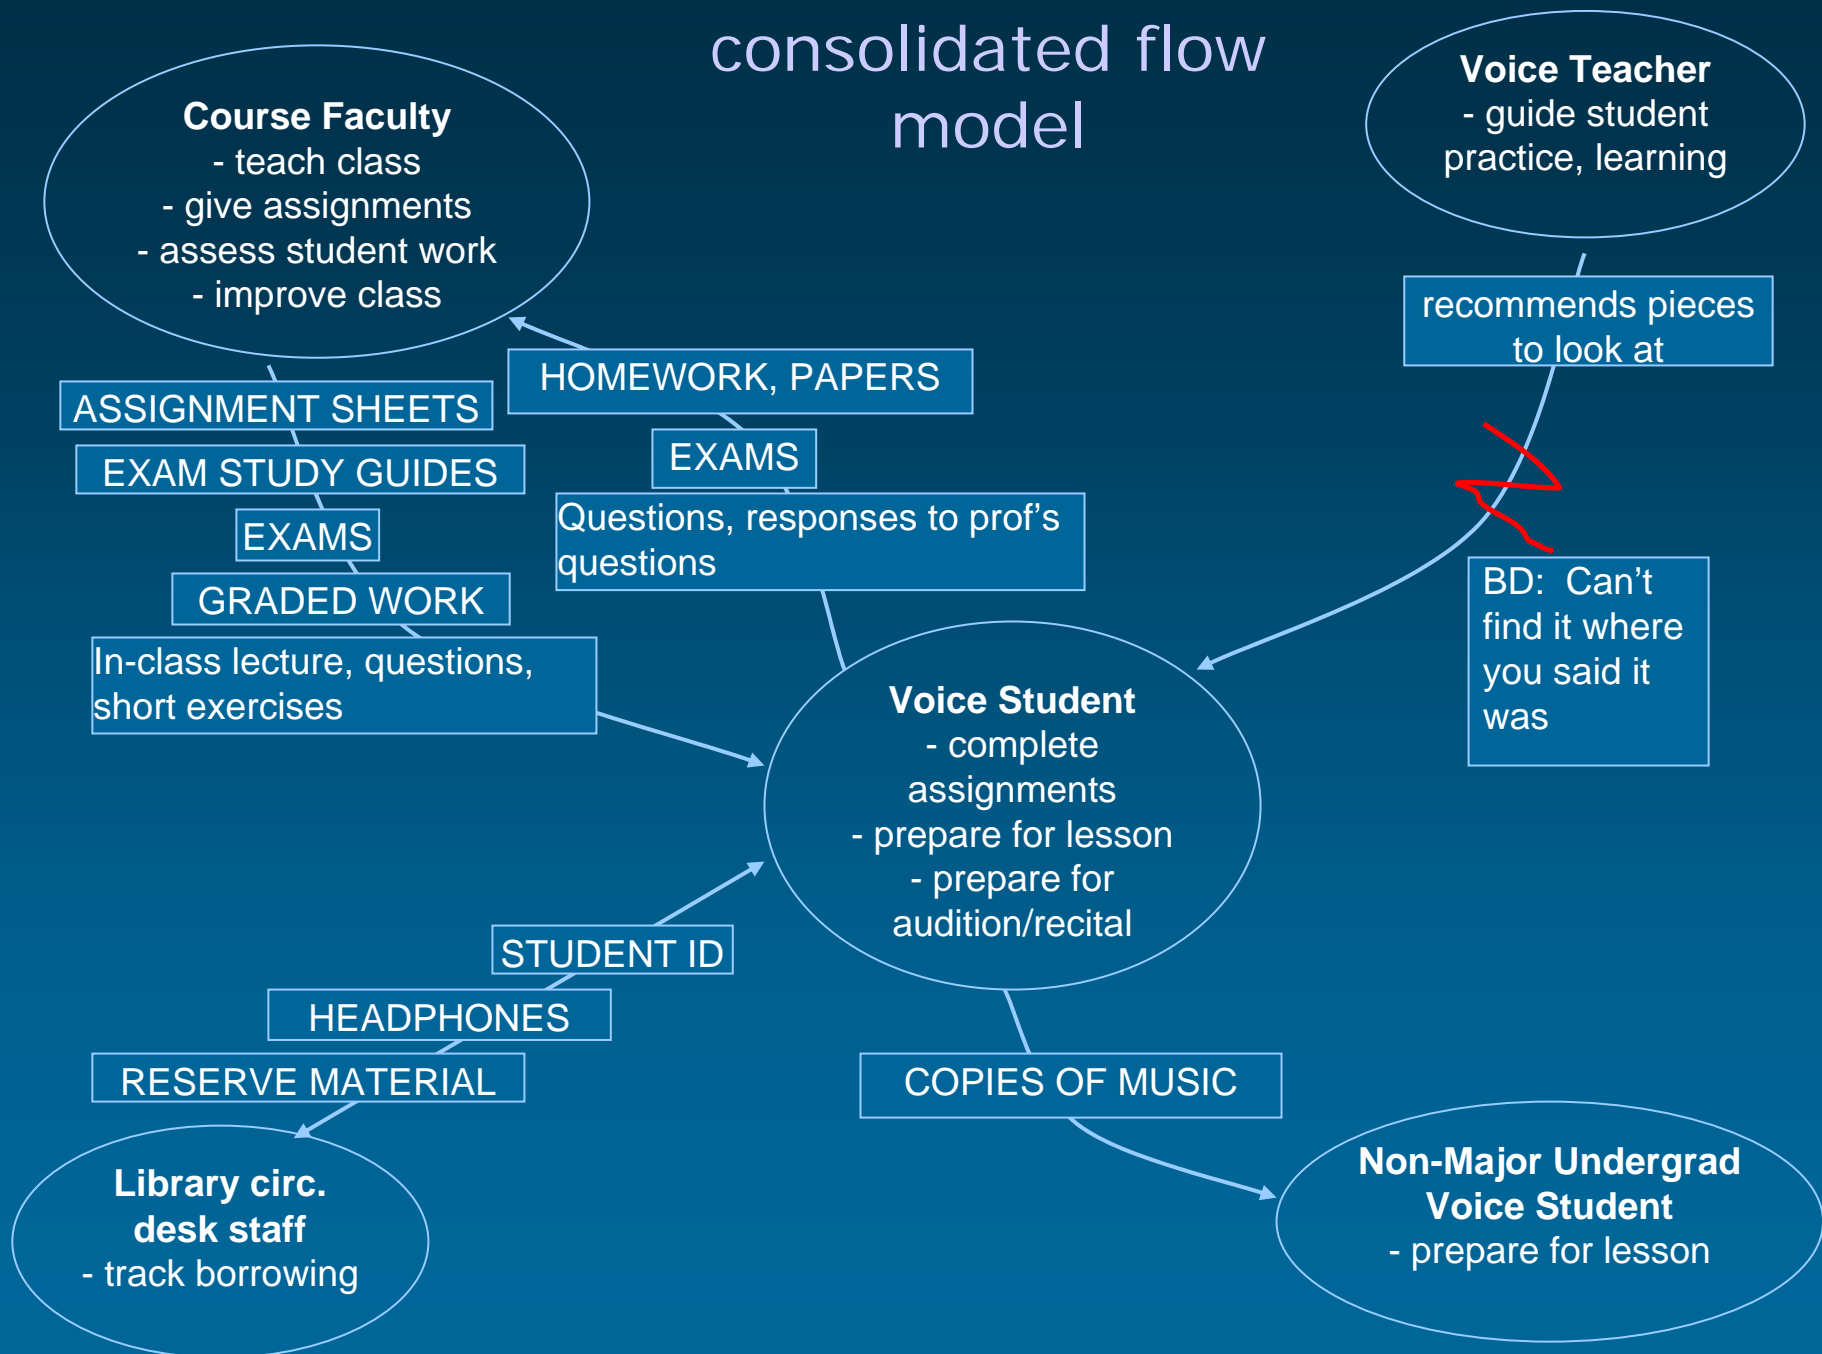 consolidated flow
model
Course Faculty
- teach class
- give assignments
- assess student work
- improve class
Voice Teacher
- guide student
practice, learning
recommends pieces
to look at
ASSIGNMENT SHEETS
EXAM STUDY GUIDES
EXAMS
GRADED WORK
In-class lecture, questions,
short exercises
HOMEWORK, PAPERS
EXAMS
Questions, responses to prof’s
questions
BD:  Can’t
find it where
you said it
was
Voice Student
- complete
assignments
- prepare for lesson
- prepare for
audition/recital
STUDENT ID
HEADPHONES
RESERVE MATERIAL
COPIES OF MUSIC
Library circ.
desk staff
- track borrowing
Non-Major Undergrad
Voice Student
- prepare for lesson